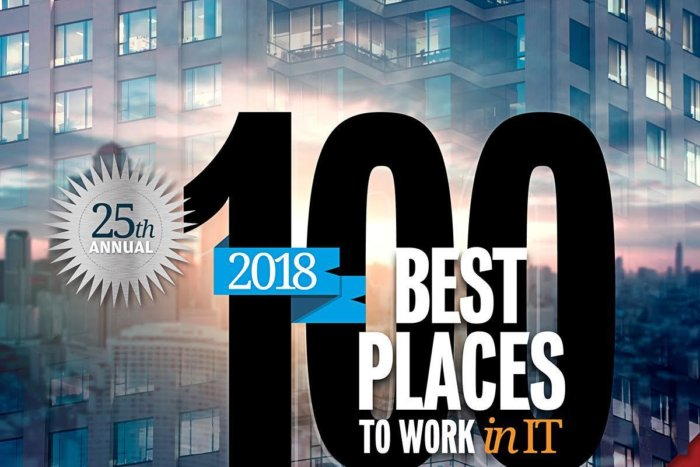 25th
ANNUAL
100
2018
BEST
PLACES
TO WORK in IT